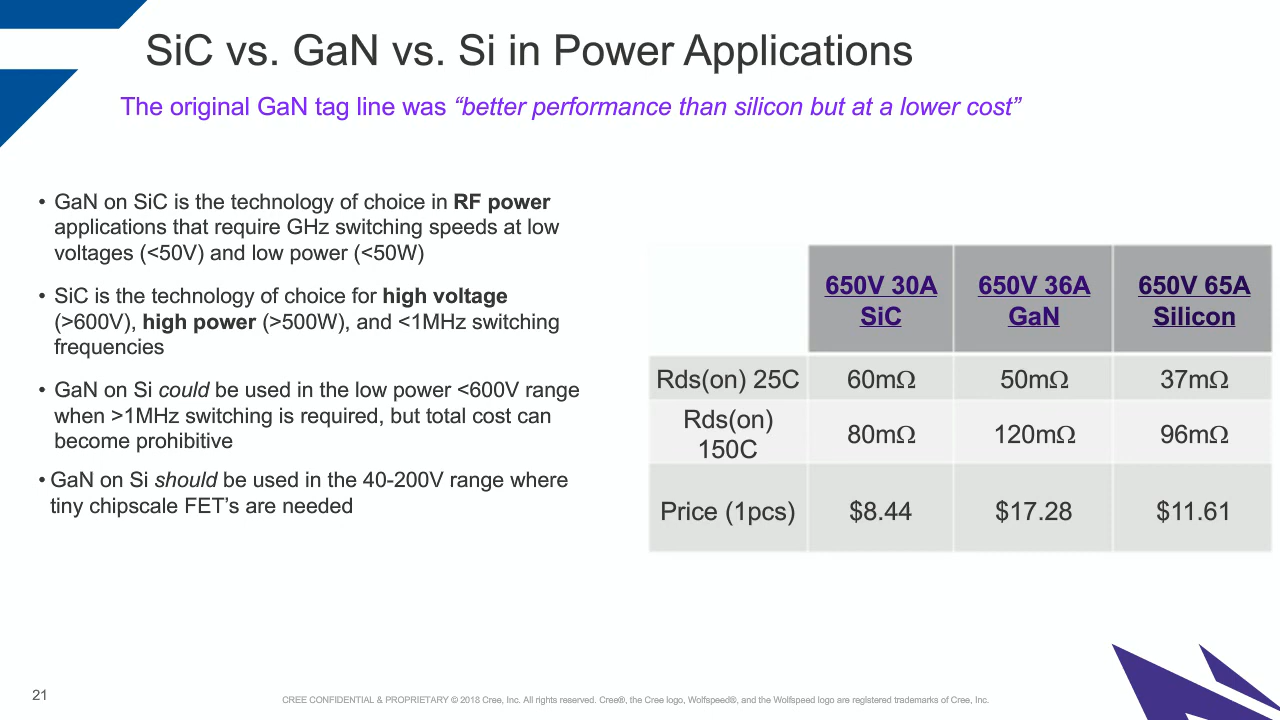 SiC vs. GaN vs. Si in Power Applications
The original GaN tag line was “better performance than silicon but at a lower cost”
• GaN on SiC is the technology of choice in RF power
applications that require GHz switching speeds at low
voltages (<50V) and low power (<50W)
• SiC is the technology of choice for high voltage
(>600V), high power (>500W), and <1MHz switching
frequencies
• GaN on Si could be used in the low power <600V range
when >1MHz switching is required, but total cost can
become prohibitive
• GaN on Si should be used in the 40-200V range where
tiny chipscale FET’s are needed
650V 30A 650V 36A 650V 65A
SiC GaN Silicon
Rds(on) 25C 60mΩ 50mΩ 37mΩ
Rds(on)
150C 80mΩ 120mΩ 96mΩ
Price (1pcs) $8.44 $17.28 $11.61
21
CREE CONFIDENTIAL & PROPRIETARY © 2018 Cree, Inc. All rights reserved. Cree®, the Cree logo, Wolfspeed®, and the Wolfspeed logo are registered trademarks of Cree, Inc.